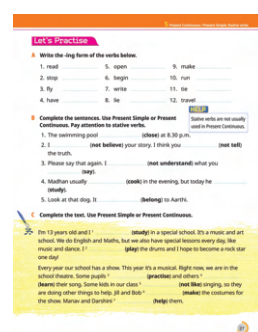 5 Present Continuous / Present Simple; Stative verbs
Let's Practise
A Write the -ing form of the verbs below.
1. read 5. open 9. make
2. stop 6. begin 10. run
3. fly 7. write 11. tie
4. have 8. lie 12. travel
HELP
Stative verbs are not usually
used in Present Continuous.
B Complete the sentences. Use Present Simple or Present
Continuous. Pay attention to stative verbs.
1. The swimming pool (close) at 8.30 p.m.
2. I (not believe) your story. I think you (not tell)
the truth.
3. Please say that again. I (not understand) what you
(say).
4. Madhan usually (cook) in the evening, but today he
(study).
5. Look at that dog. It (belong) to Aarthi.
C Complete the text. Use Present Simple or Present Continuous.
I'm 13 years old and I ¹ (study) in a special school. It's a music and art
school. We do English and Maths, but we also have special lessons every day, like
music and dance. I ² (play) the drums and I hope to become a rock star
one day!
Every year our school has a show. This year it's a musical. Right now, we are in the
school theatre. Some pupils ³ (practise) and others ⁴
(learn) their song. Some kids in our class ⁵ (not like) singing, so they
are doing other things to help. Jill and Bob ⁶ (make) the costumes for
the show. Manav and Darshini ⁷ (help) them.